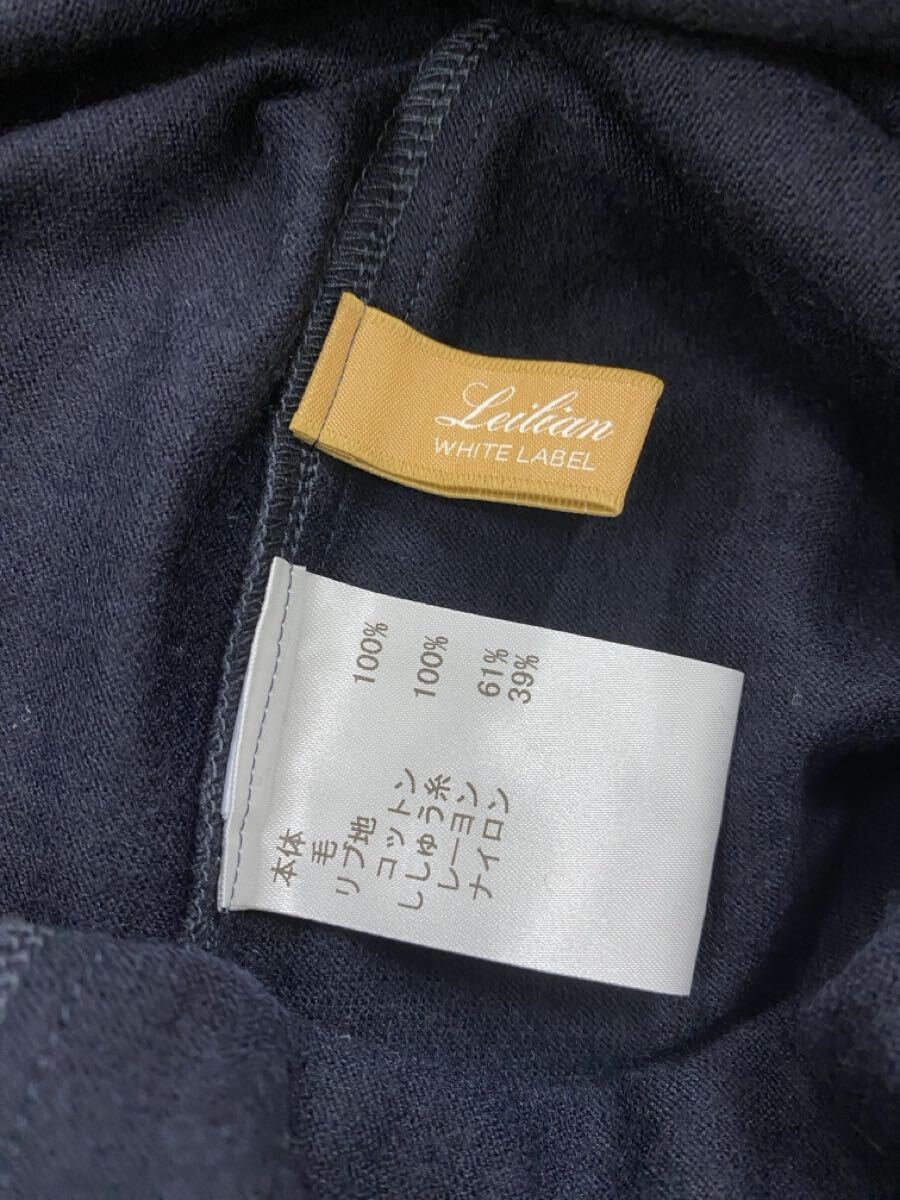 Leilian
WHITE LABEL
本体
毛 100%
リブ地
コットン 100%
ししゅう糸
レーヨン 61%
ナイロン 39%